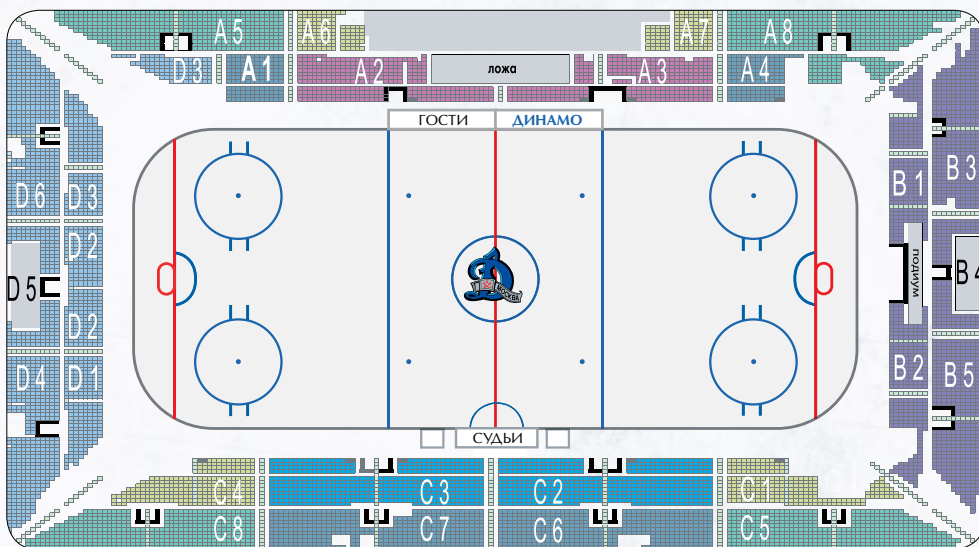 A5
A6
A7
A8
D3
A1
A2
ложа
A3
A4
ГОСТИ
ДИНАМО
D6
D3
B1
B3
D2
D5
МОСКВА
подиум
B4
D2
D4
D1
B2
B5
СУДЬИ
C4
C3
C2
C1
C8
C7
C6
C5